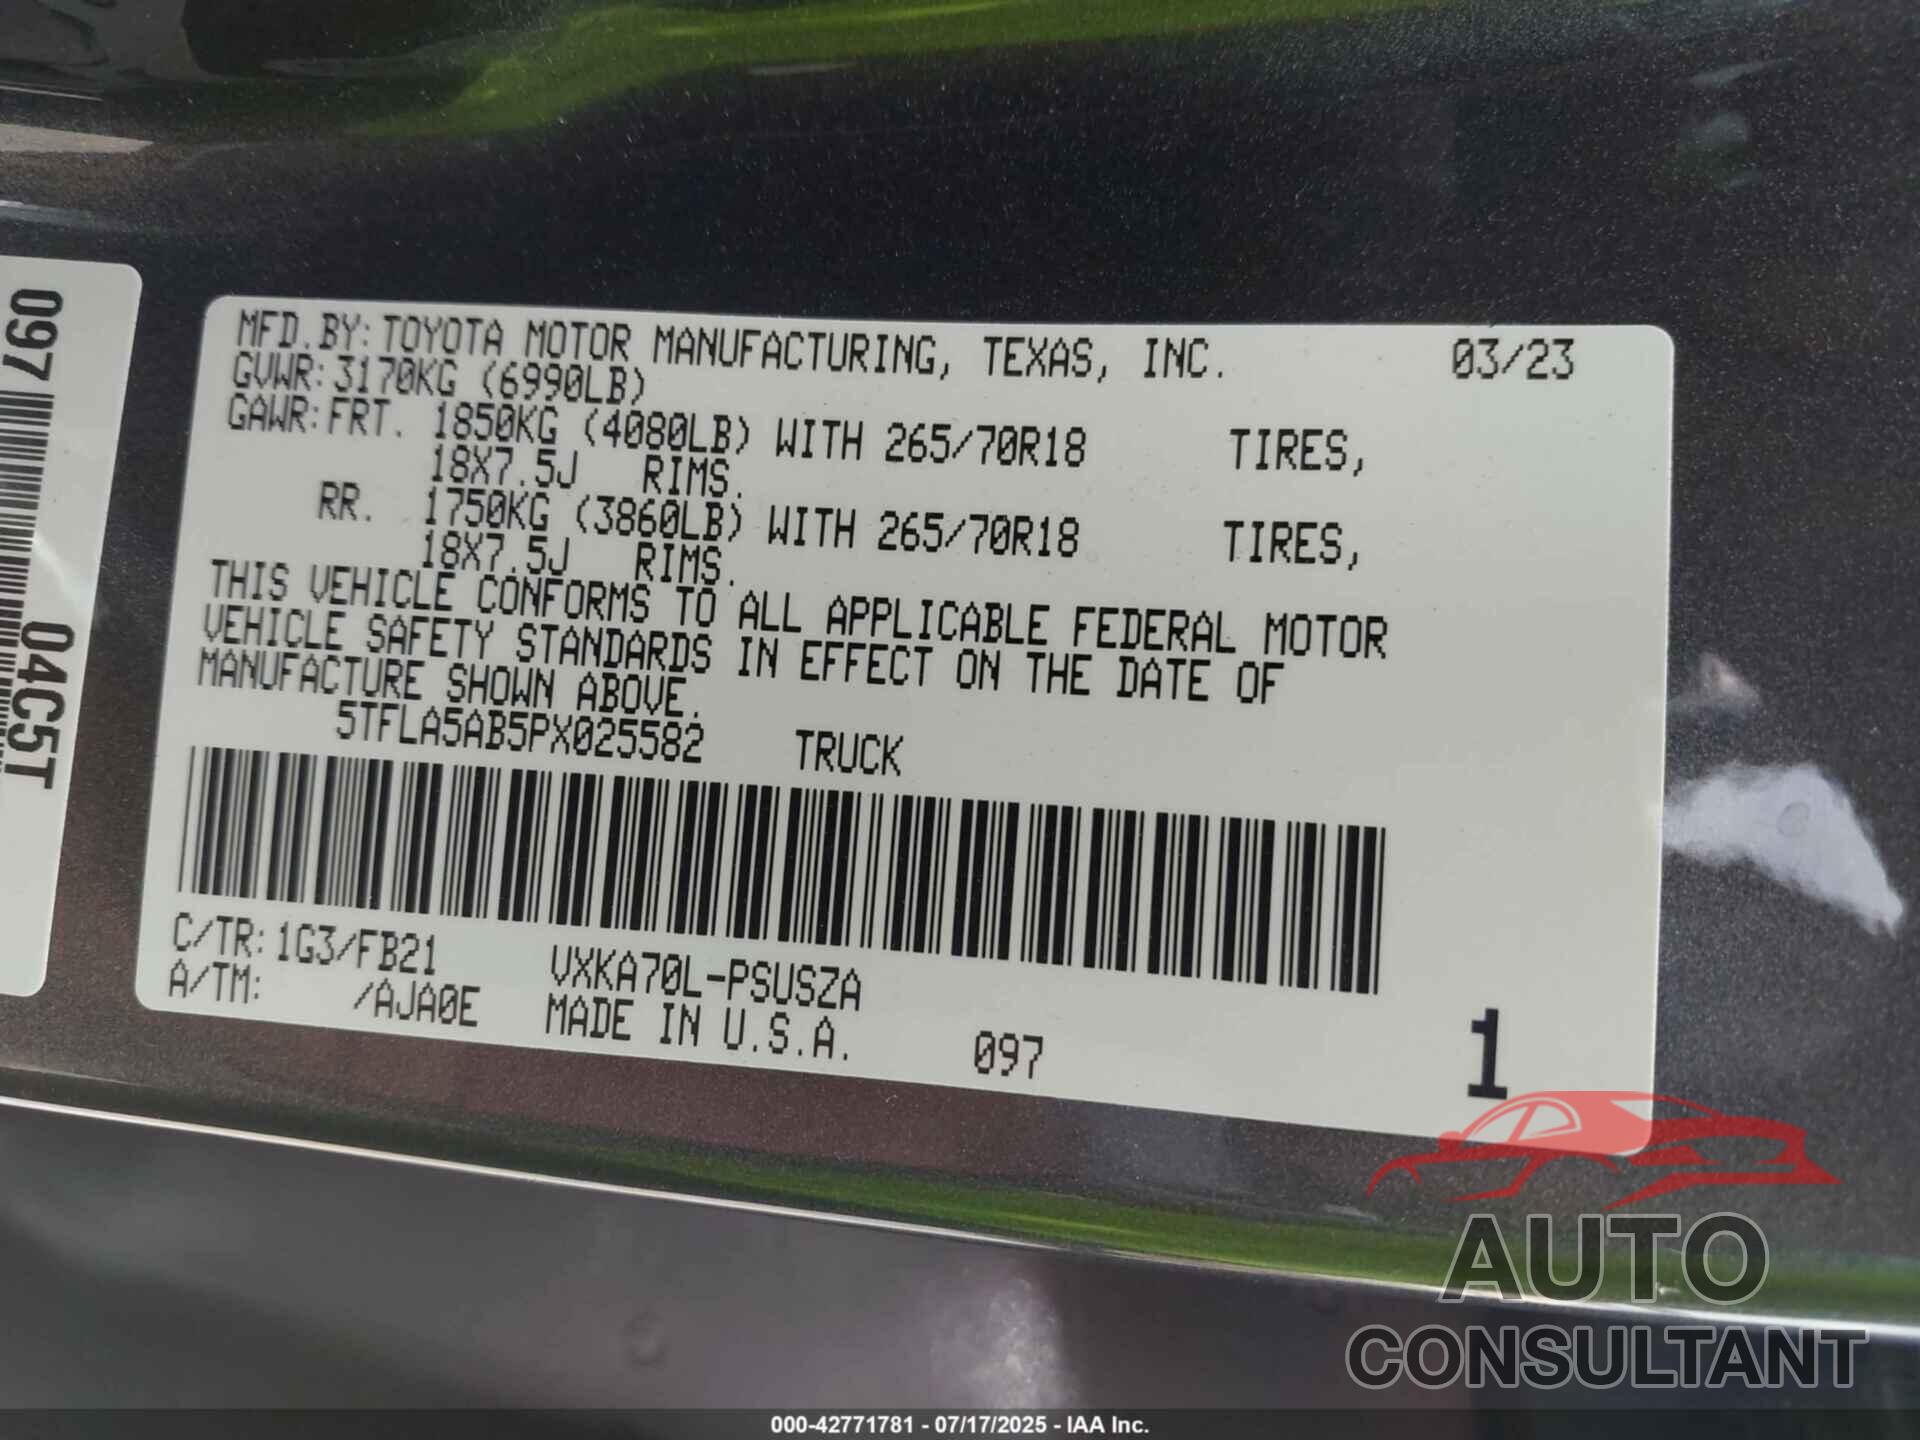 097
04C5T
MFD.BY: TOYOTA MOTOR MANUFACTURING, TEXAS, INC. 03/23
GVWR: 3170KG (6990LB)
GAWR: FRT. 1850KG (4080LB) WITH 265/70R18 TIRES,
18X7.5J RIMS.
RR. 1750KG (3860LB) WITH 265/70R18 TIRES,
18X7.5J RIMS.
THIS VEHICLE CONFORMS TO ALL APPLICABLE FEDERAL MOTOR
VEHICLE SAFETY STANDARDS IN EFFECT ON THE DATE OF
MANUFACTURE SHOWN ABOVE.
5TFLA5AB5PX025582 TRUCK
C/TR: 1G3/FB21 VXKA70L-PSUSZA
A/TM: /AJA0E MADE IN U.S.A. 097
1
AUTO
CONSULTANT
000-42771781 - 07/17/2025 - IAA Inc.